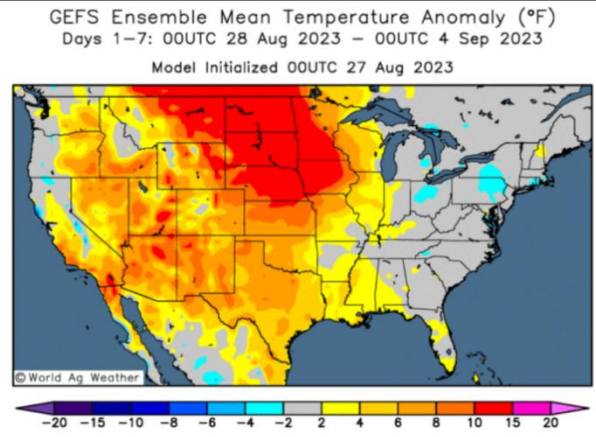 GEFS Ensemble Mean Temperature Anomaly (°F)
Days 1-7: 00UTC 28 Aug 2023 - 00UTC 4 Sep 2023
Model Initialized 00UTC 27 Aug 2023
© World Ag Weather
-20 -15 -10 -8 -6 -4 -2 2 4 6 8 10 15 20